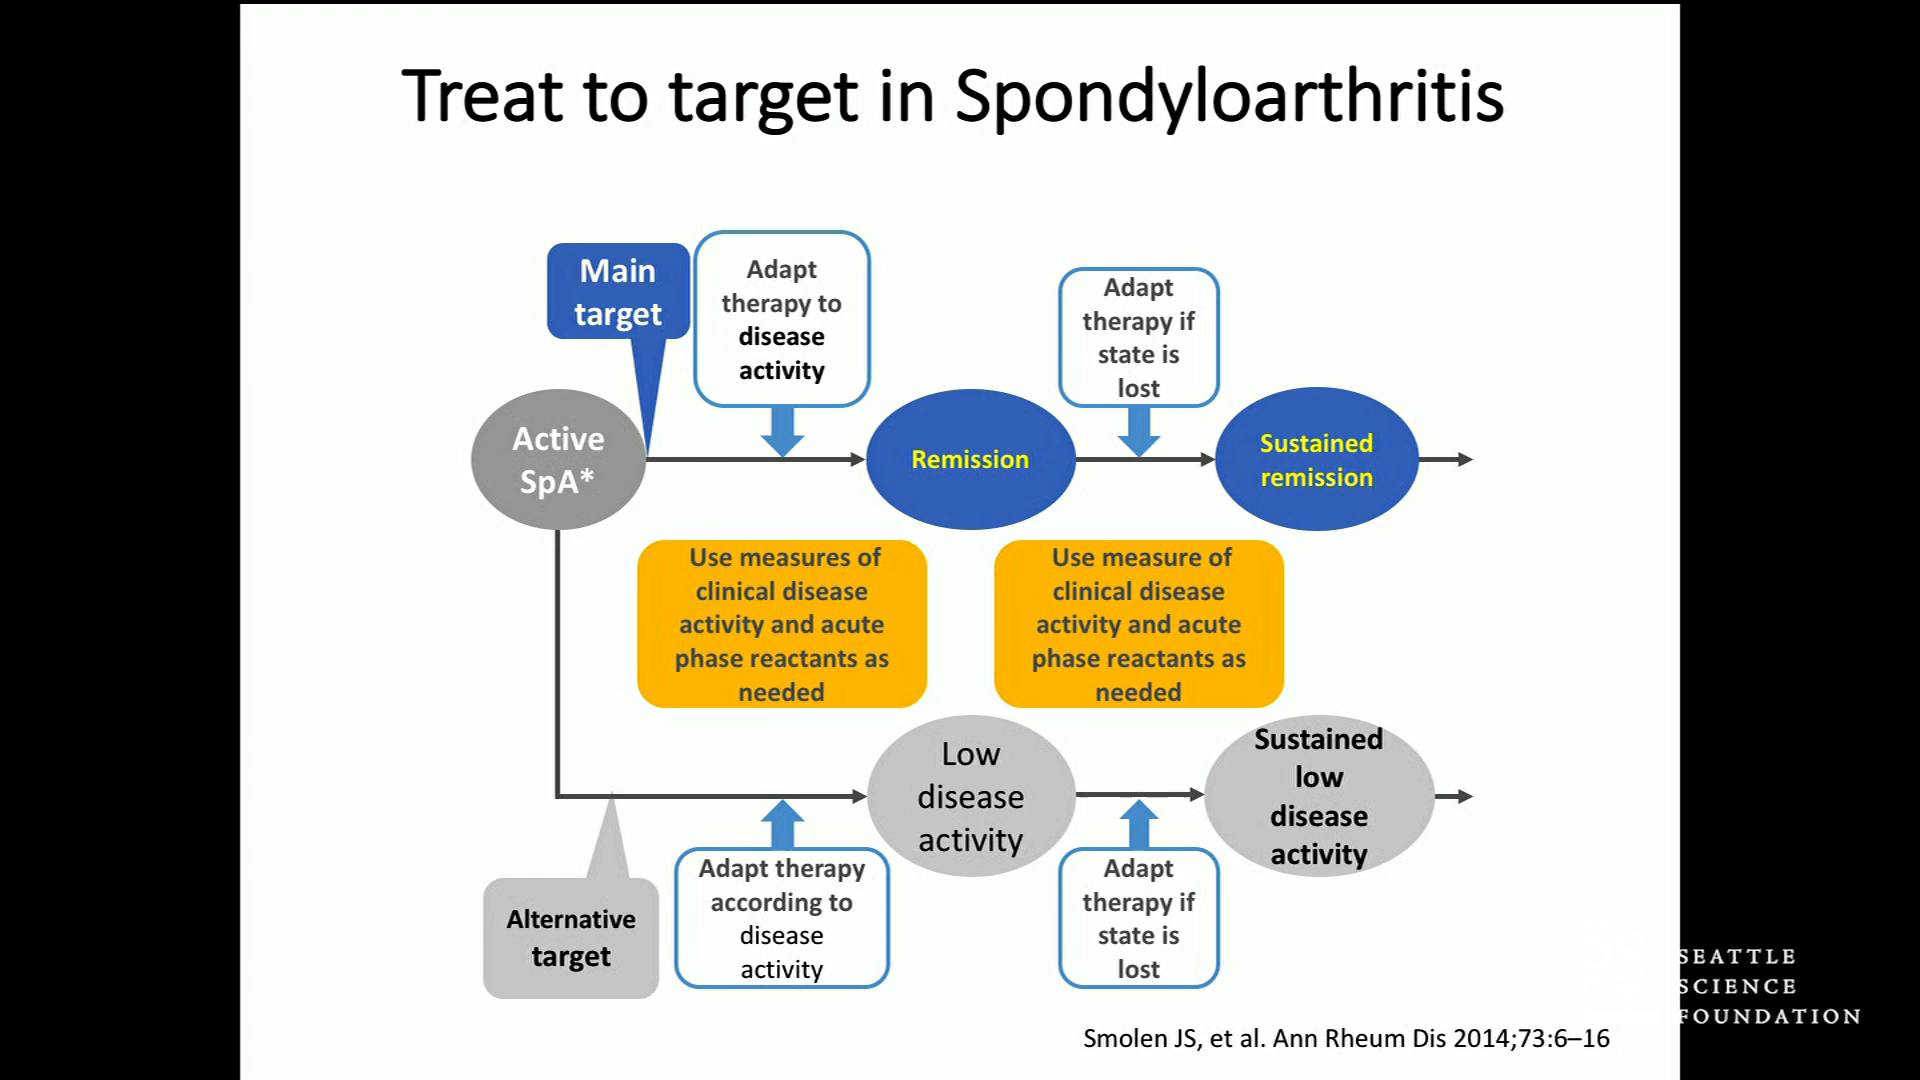 Treat to target in Spondyloarthritis
Main
target
Adapt
therapy to
disease
activity
Adapt
therapy if
state is
lost
Active
SpA*
Remission
Sustained
remission
Use measures of
clinical disease
activity and acute
phase reactants as
needed
Use measure of
clinical disease
activity and acute
phase reactants as
needed
Low
disease
activity
Sustained
low
disease
activity
Alternative
target
Adapt therapy
according to
disease
activity
Adapt
therapy if
state is
lost
SEATTLE
SCIENCE
FOUNDATION
Smolen JS, et al. Ann Rheum Dis 2014;73:6–16